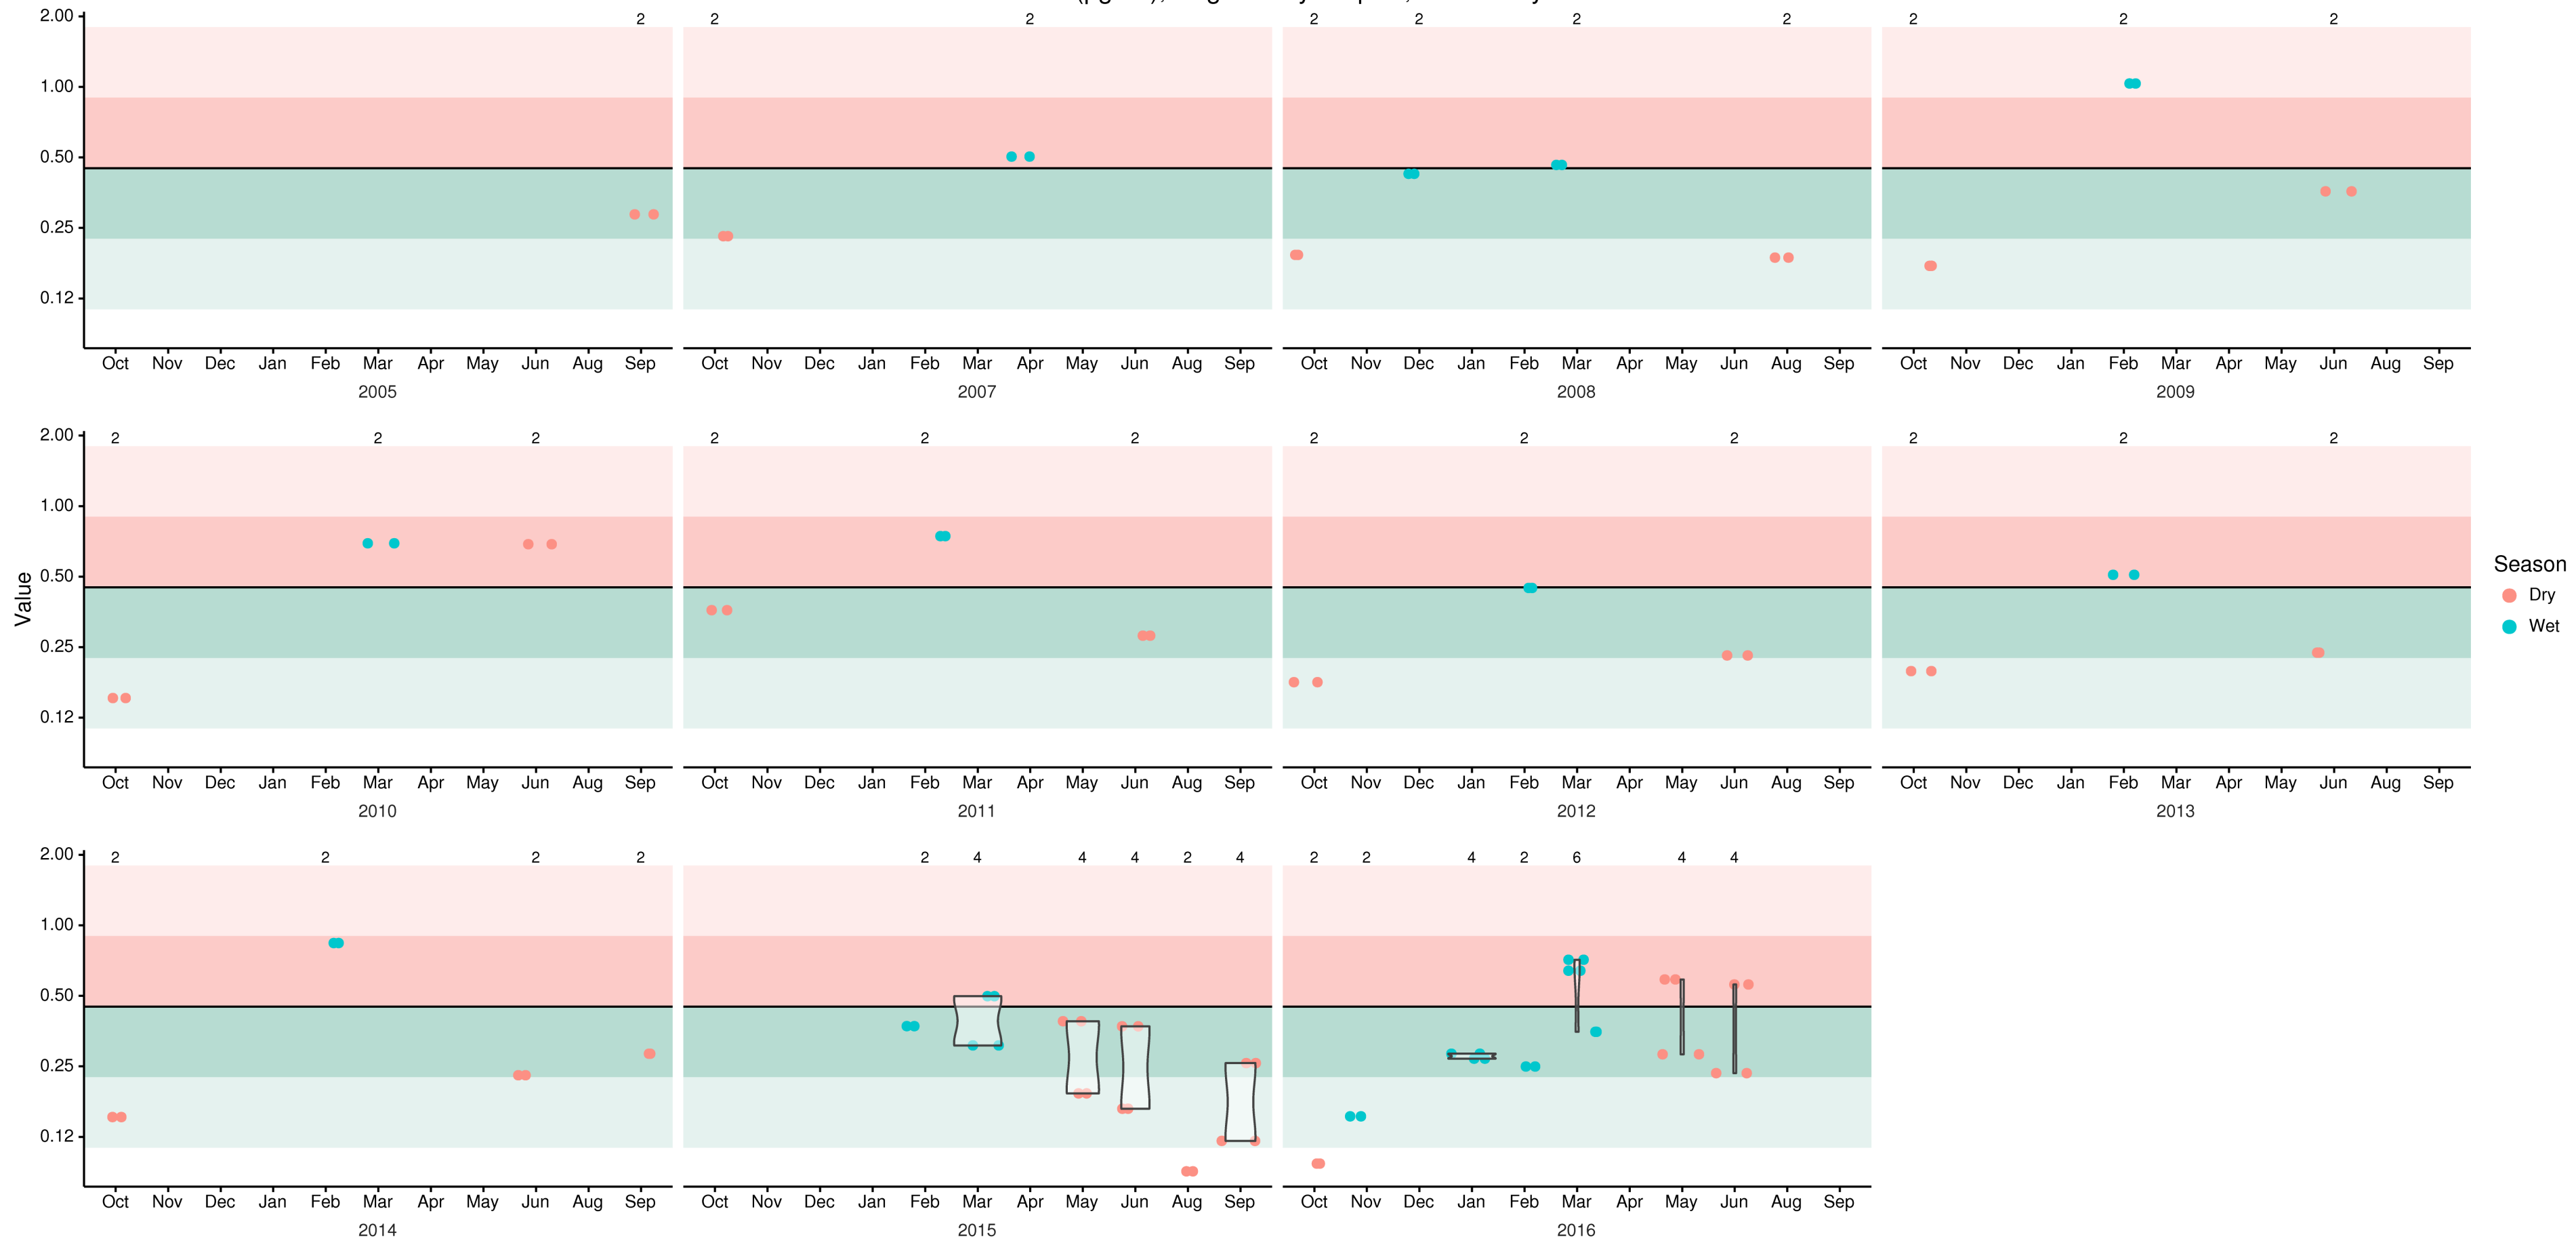 2 2 2 2 2 2 2 2 2 2
2.00
1.00
0.50
0.25
0.12
Oct Nov Dec Jan Feb Mar Apr May Jun Aug Sep Oct Nov Dec Jan Feb Mar Apr May Jun Aug Sep Oct Nov Dec Jan Feb Mar Apr May Jun Aug Sep Oct Nov Dec Jan Feb Mar Apr May Jun Aug Sep
2005 2007 2008 2009
2 2 2 2 2 2 2 2 2 2 2 2
2.00
1.00
0.50
0.25
0.12
Value
Season
Dry
Wet
Oct Nov Dec Jan Feb Mar Apr May Jun Aug Sep Oct Nov Dec Jan Feb Mar Apr May Jun Aug Sep Oct Nov Dec Jan Feb Mar Apr May Jun Aug Sep Oct Nov Dec Jan Feb Mar Apr May Jun Aug Sep
2010 2011 2012 2013
2 2 2 2 2 4 4 4 2 4 2 2 4 2 6 4 4
2.00
1.00
0.50
0.25
0.12
Oct Nov Dec Jan Feb Mar Apr May Jun Aug Sep Oct Nov Dec Jan Feb Mar Apr May Jun Aug Sep Oct Nov Dec Jan Feb Mar Apr May Jun Aug Sep
2014 2015 2016